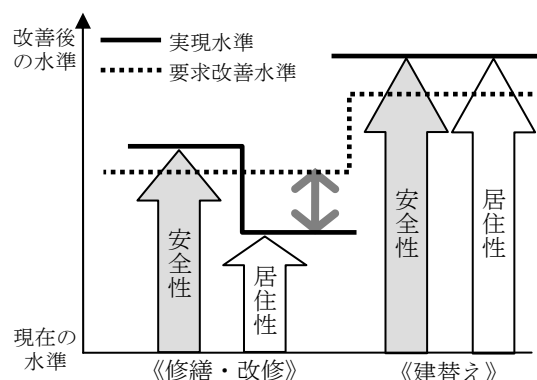 改善後
の水準
実現水準
要求改善水準
安全性
居住性
安全性
居住性
現在の
水準
《修繕・改修》
《建替え》